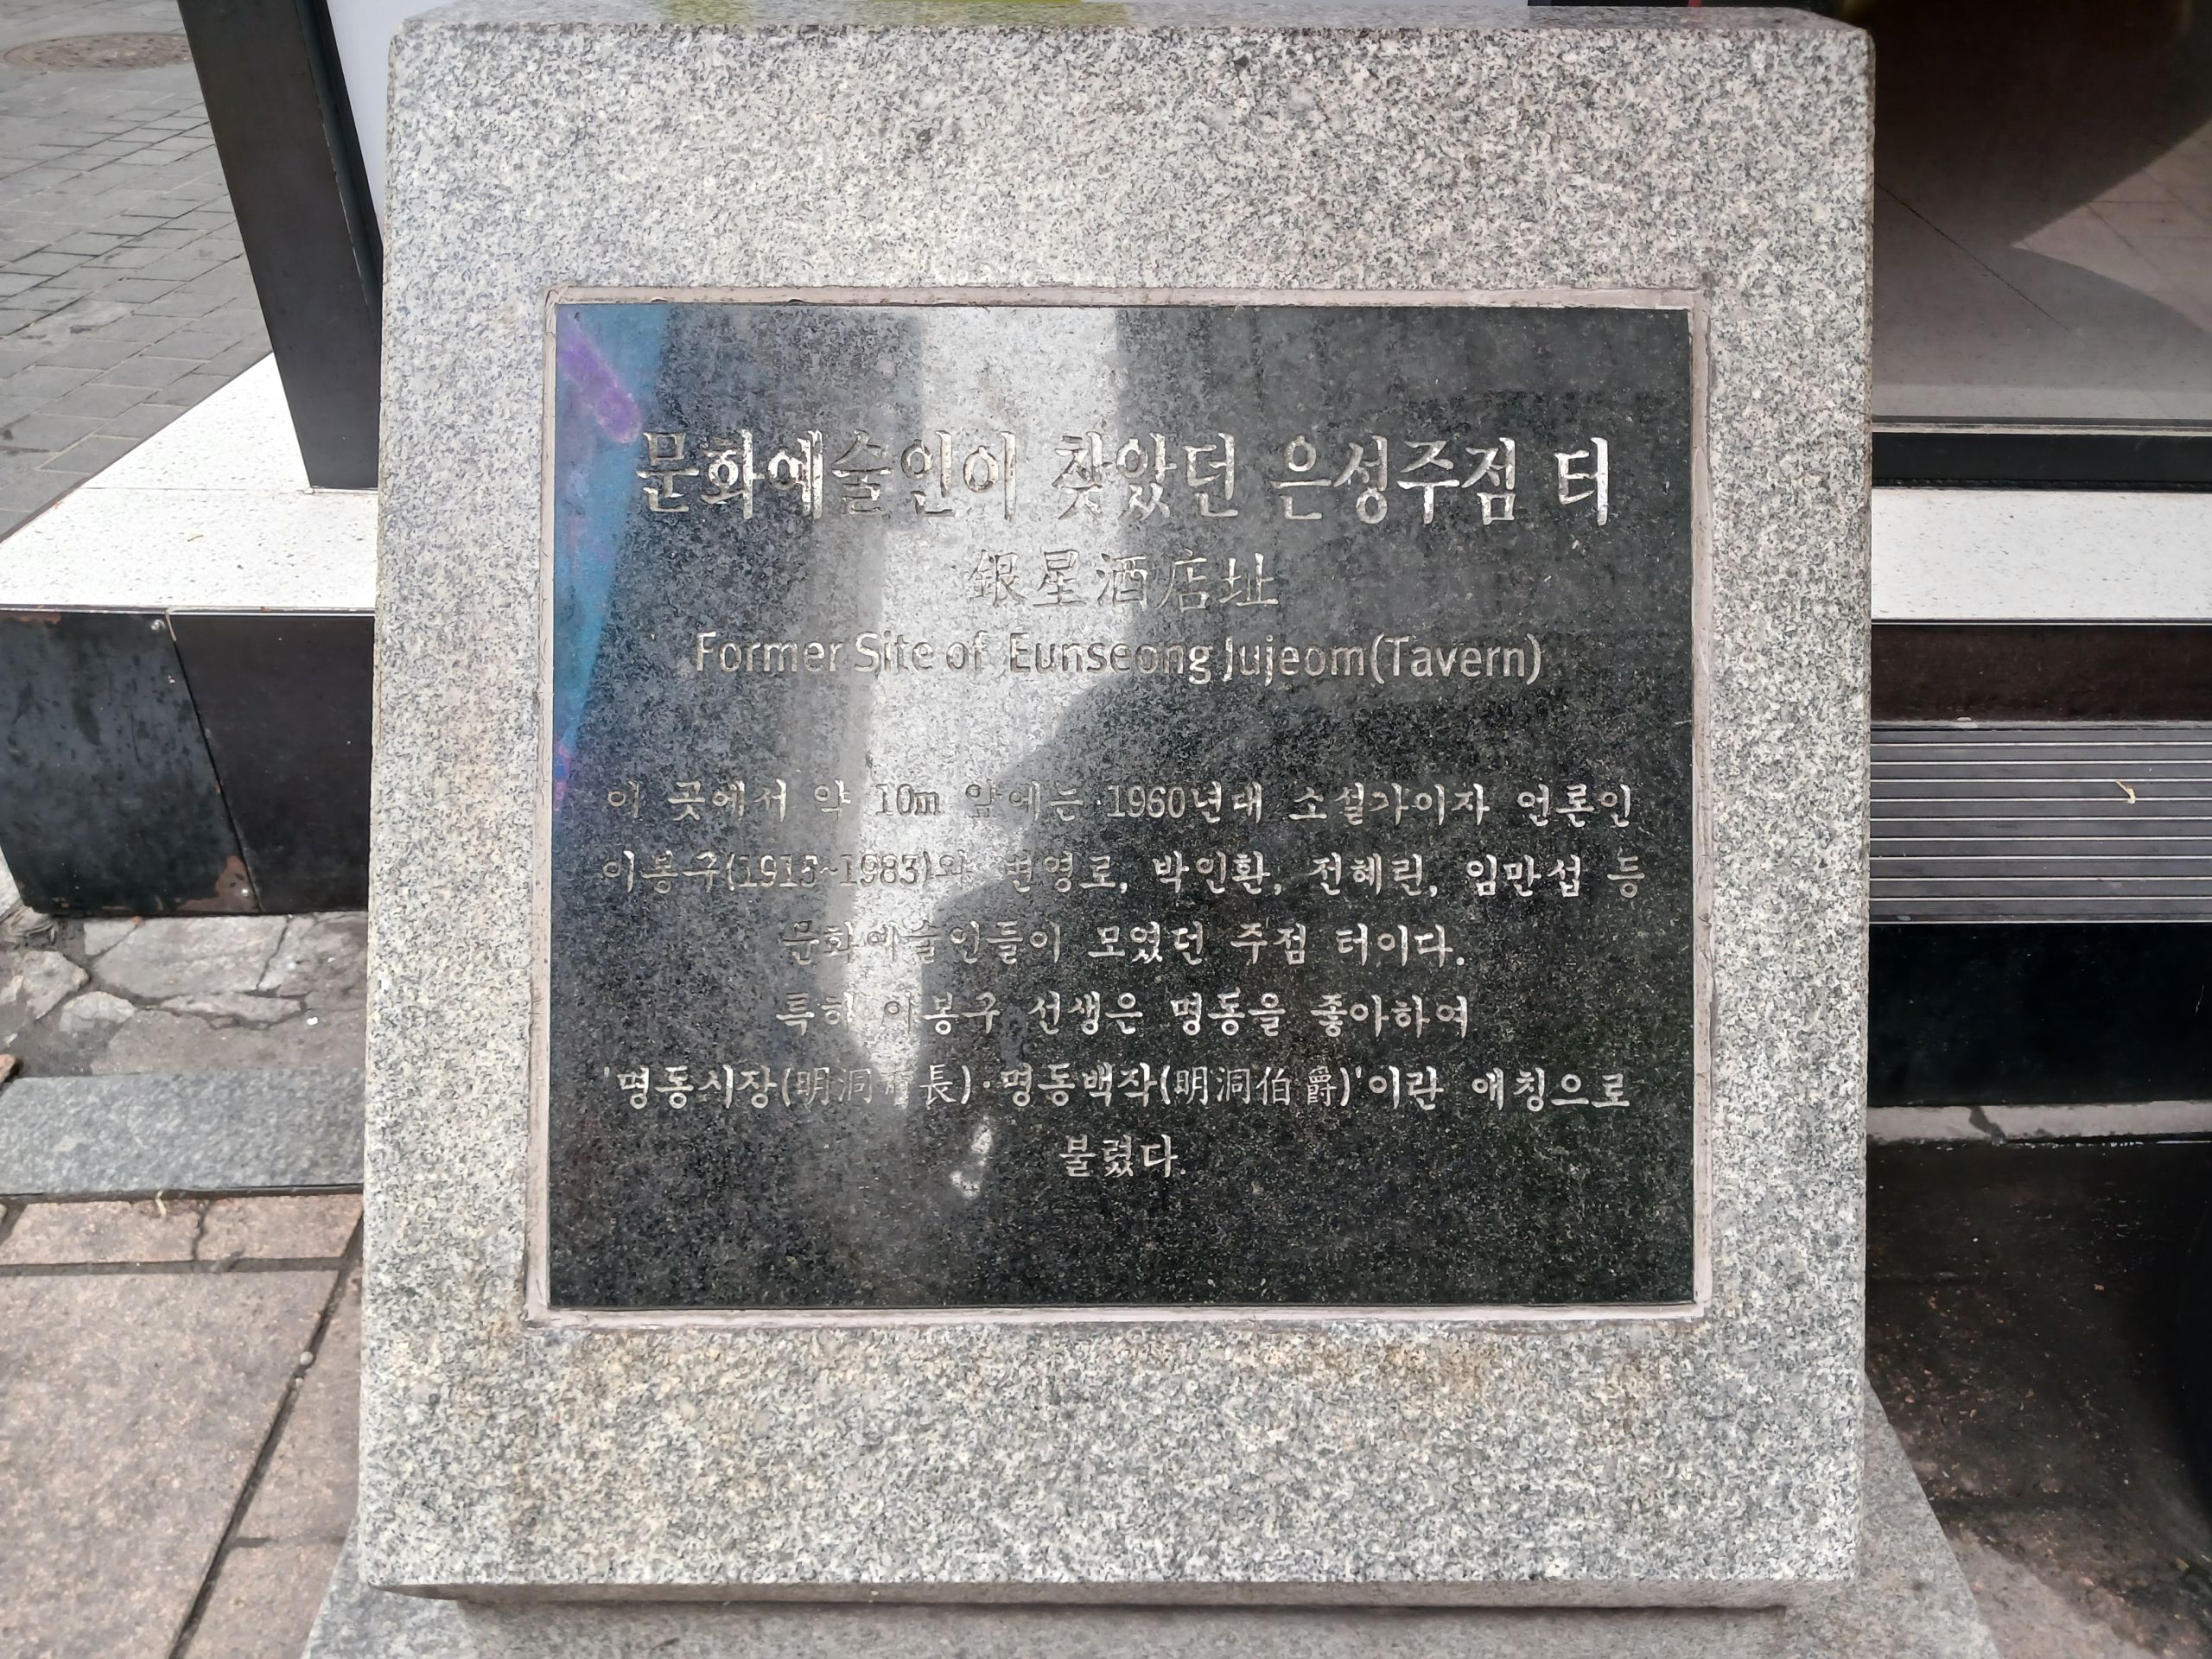 문화예술인이 찾았던 은성주점 터
銀星酒店址
Former Site of Eunseong Jujeom(Tavern)
이 곳에서 약 10m 앞에는 1960년대 소설가이자 언론인
이봉구(1915~1983)와 변영로, 박인환, 전혜린, 임만섭 등
문화예술인들이 모였던 주점 터이다.
특히 이봉구 선생은 명동을 좋아하여
'명동시장(明洞市長)·명동백작(明洞伯爵)'이란 애칭으로
불렸다.